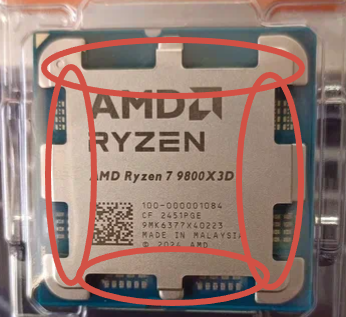 AMD
RYZEN
AMD Ryzen 7 9800X3D
100-000001084
CF 2451PGE
9MK6377X40223
MADE IN MALAYSIA
© 2024 AMD